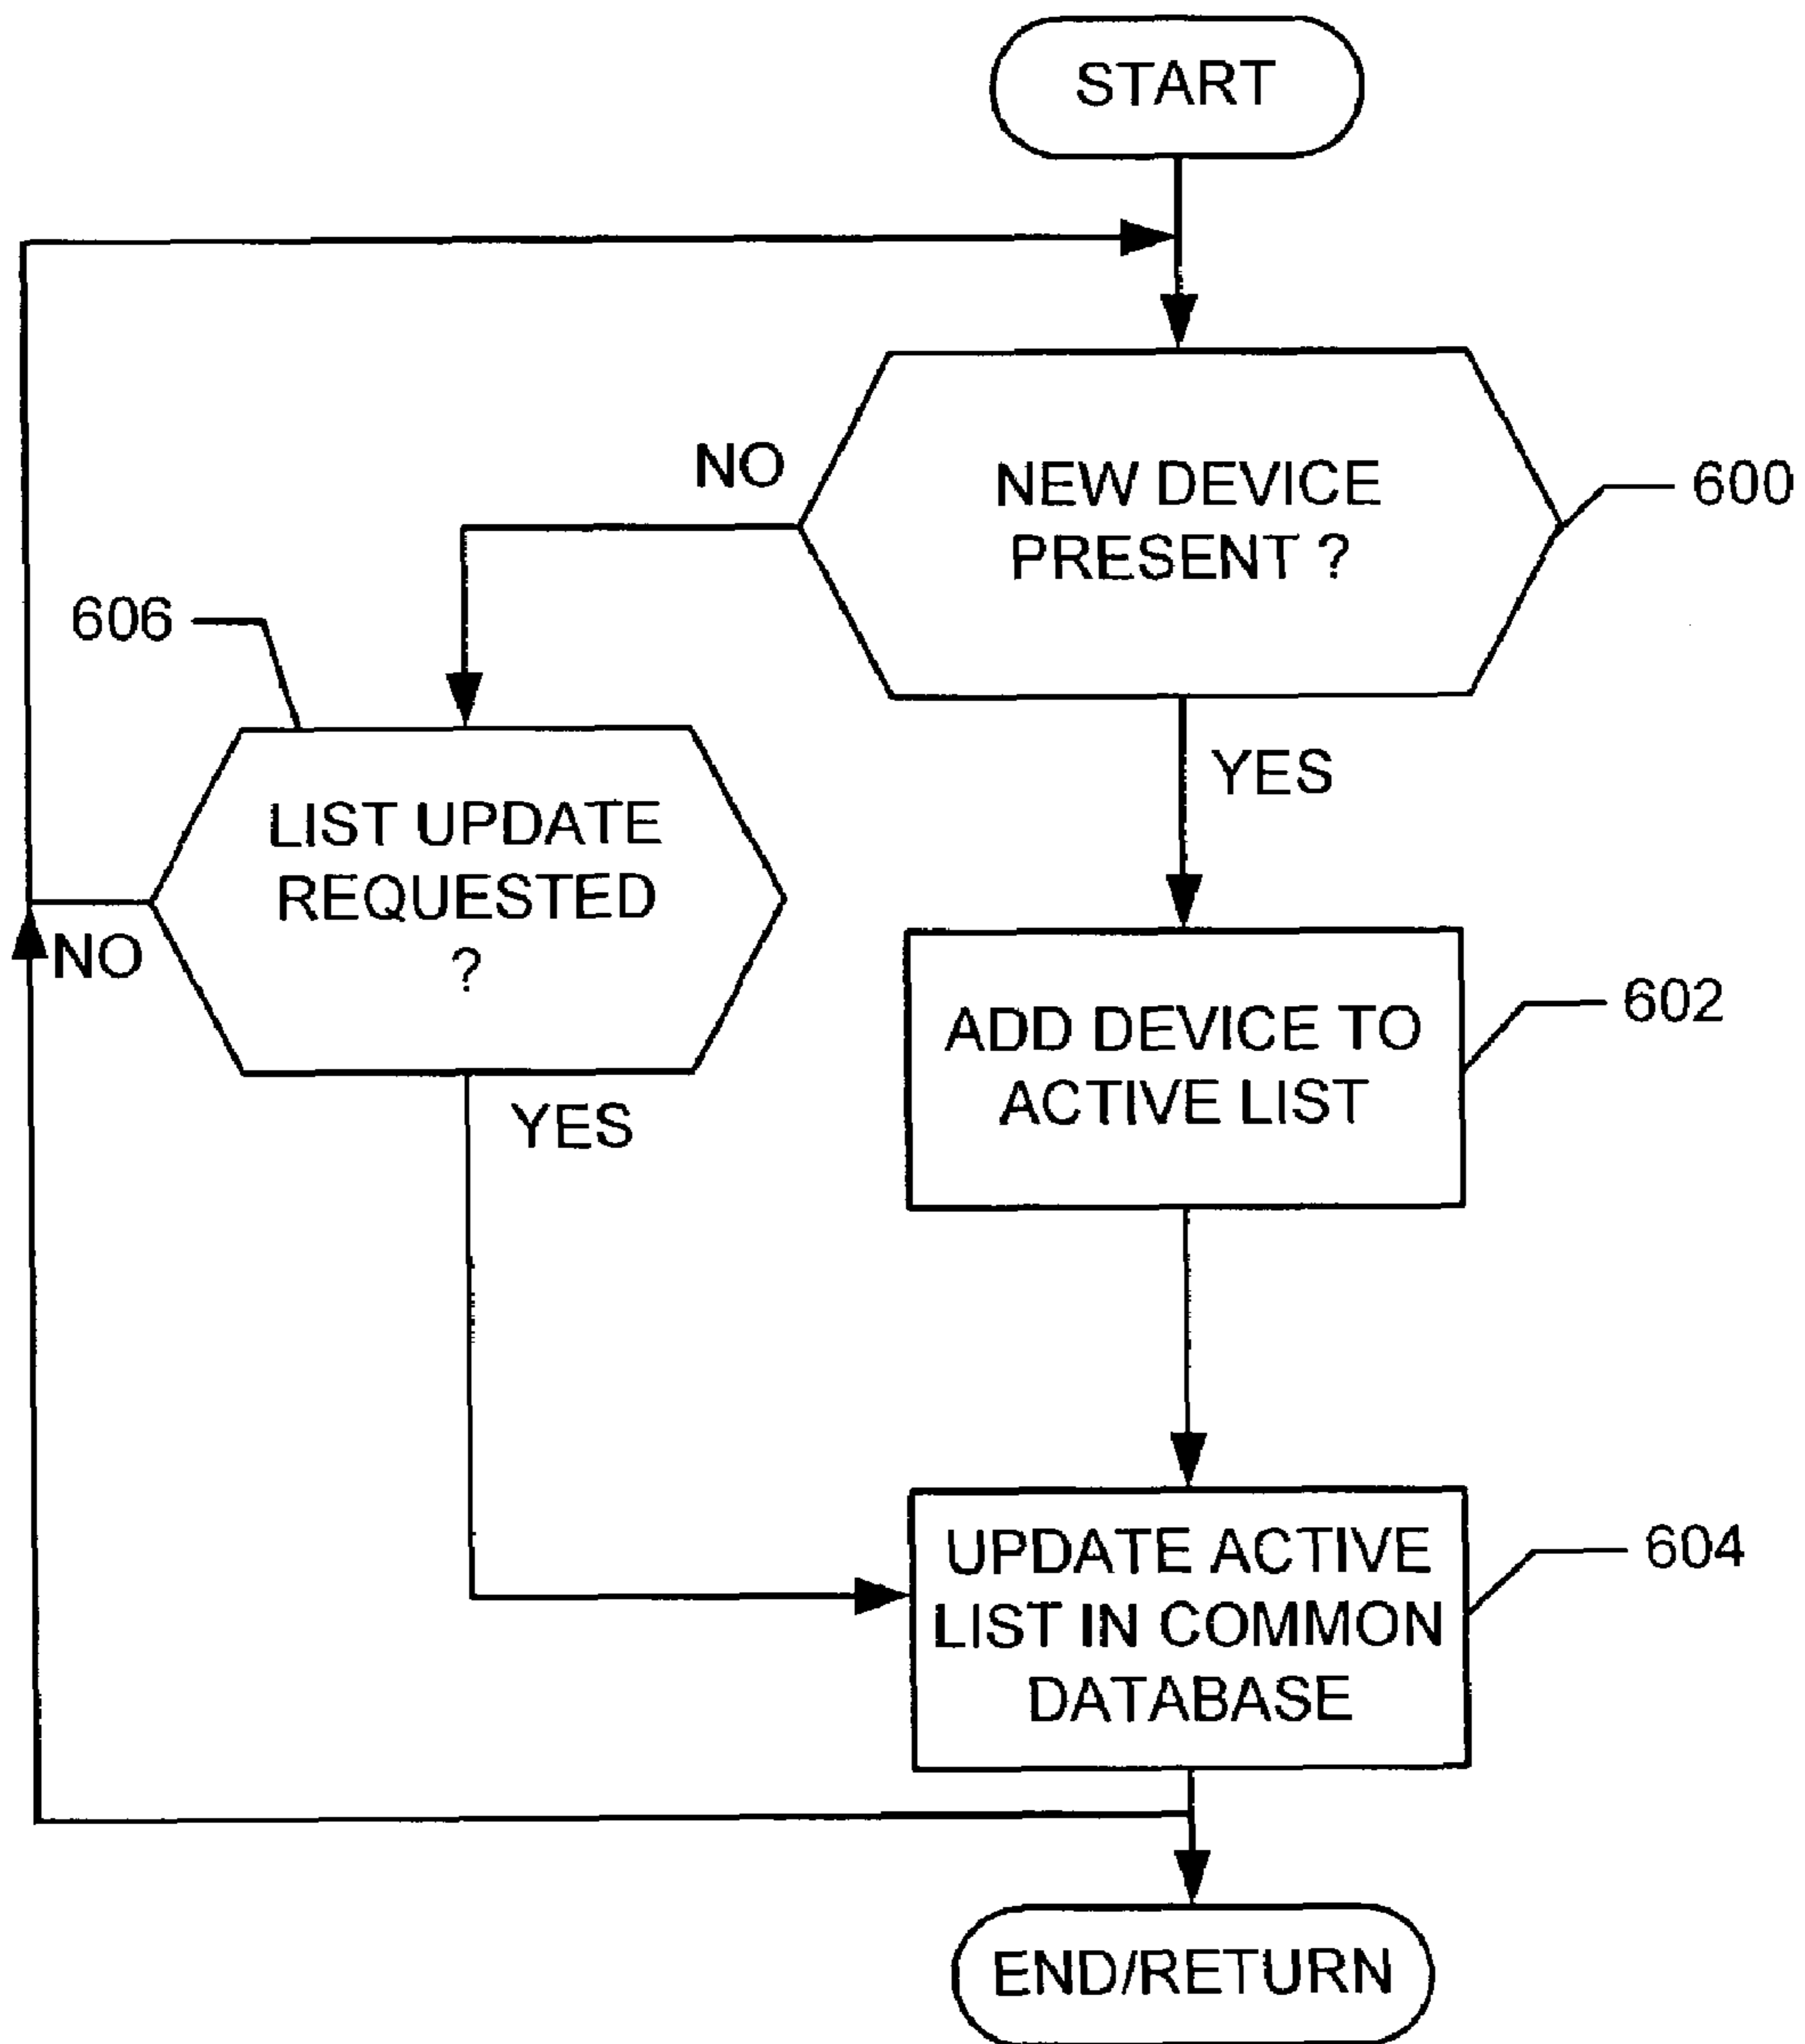 START
NO
NEW DEVICE
PRESENT ?
600
606
YES
LIST UPDATE
REQUESTED
?
NO
ADD DEVICE TO
ACTIVE LIST
602
YES
UPDATE ACTIVE
LIST IN COMMON
DATABASE
604
END/RETURN